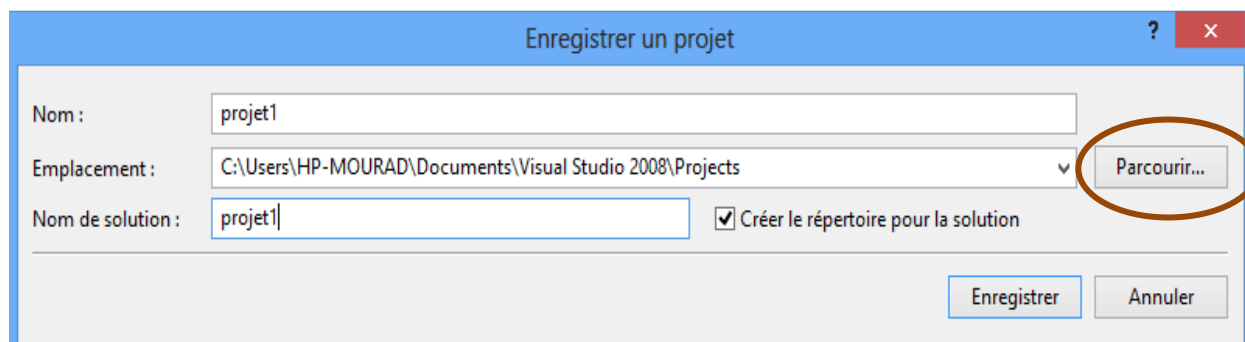 Enregistrer un projet ? x
Nom : projet1
Emplacement : C:\Users\HP-MOURAD\Documents\Visual Studio 2008\Projects Parcourir...
Nom de solution : projet1 Créer le répertoire pour la solution
Enregistrer Annuler